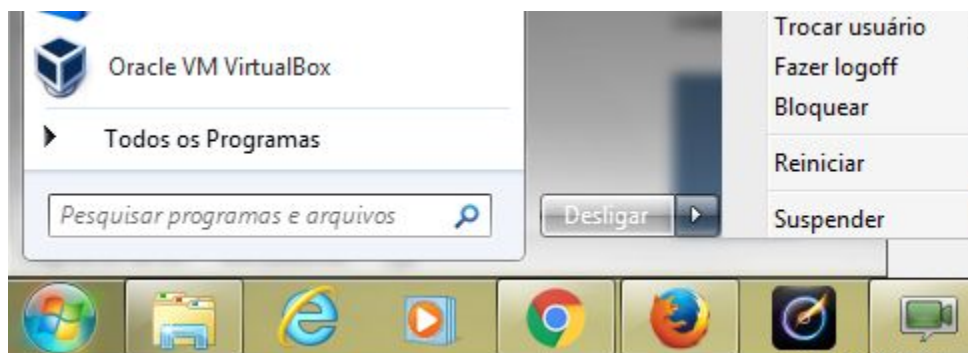 Oracle VM VirtualBox
Todos os Programas
Pesquisar programas e arquivos
Desligar
Trocar usuário
Fazer logoff
Bloquear
Reiniciar
Suspender